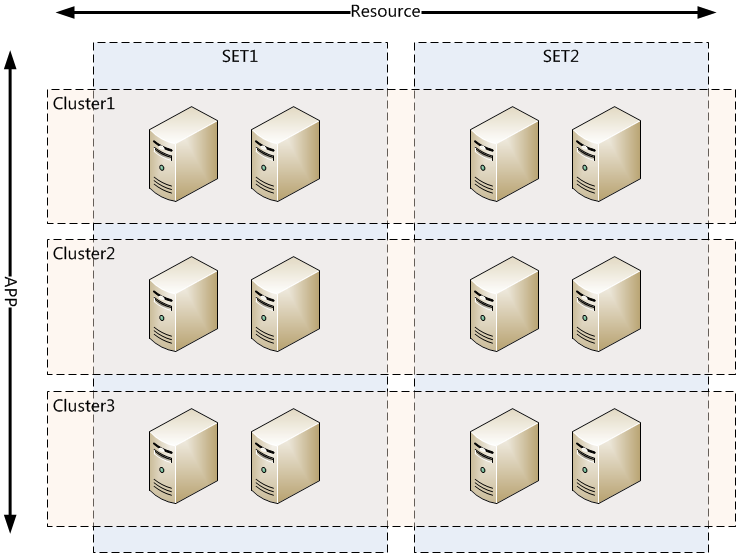 Resource
SET1
SET2
Cluster1
Cluster2
APP
Cluster3